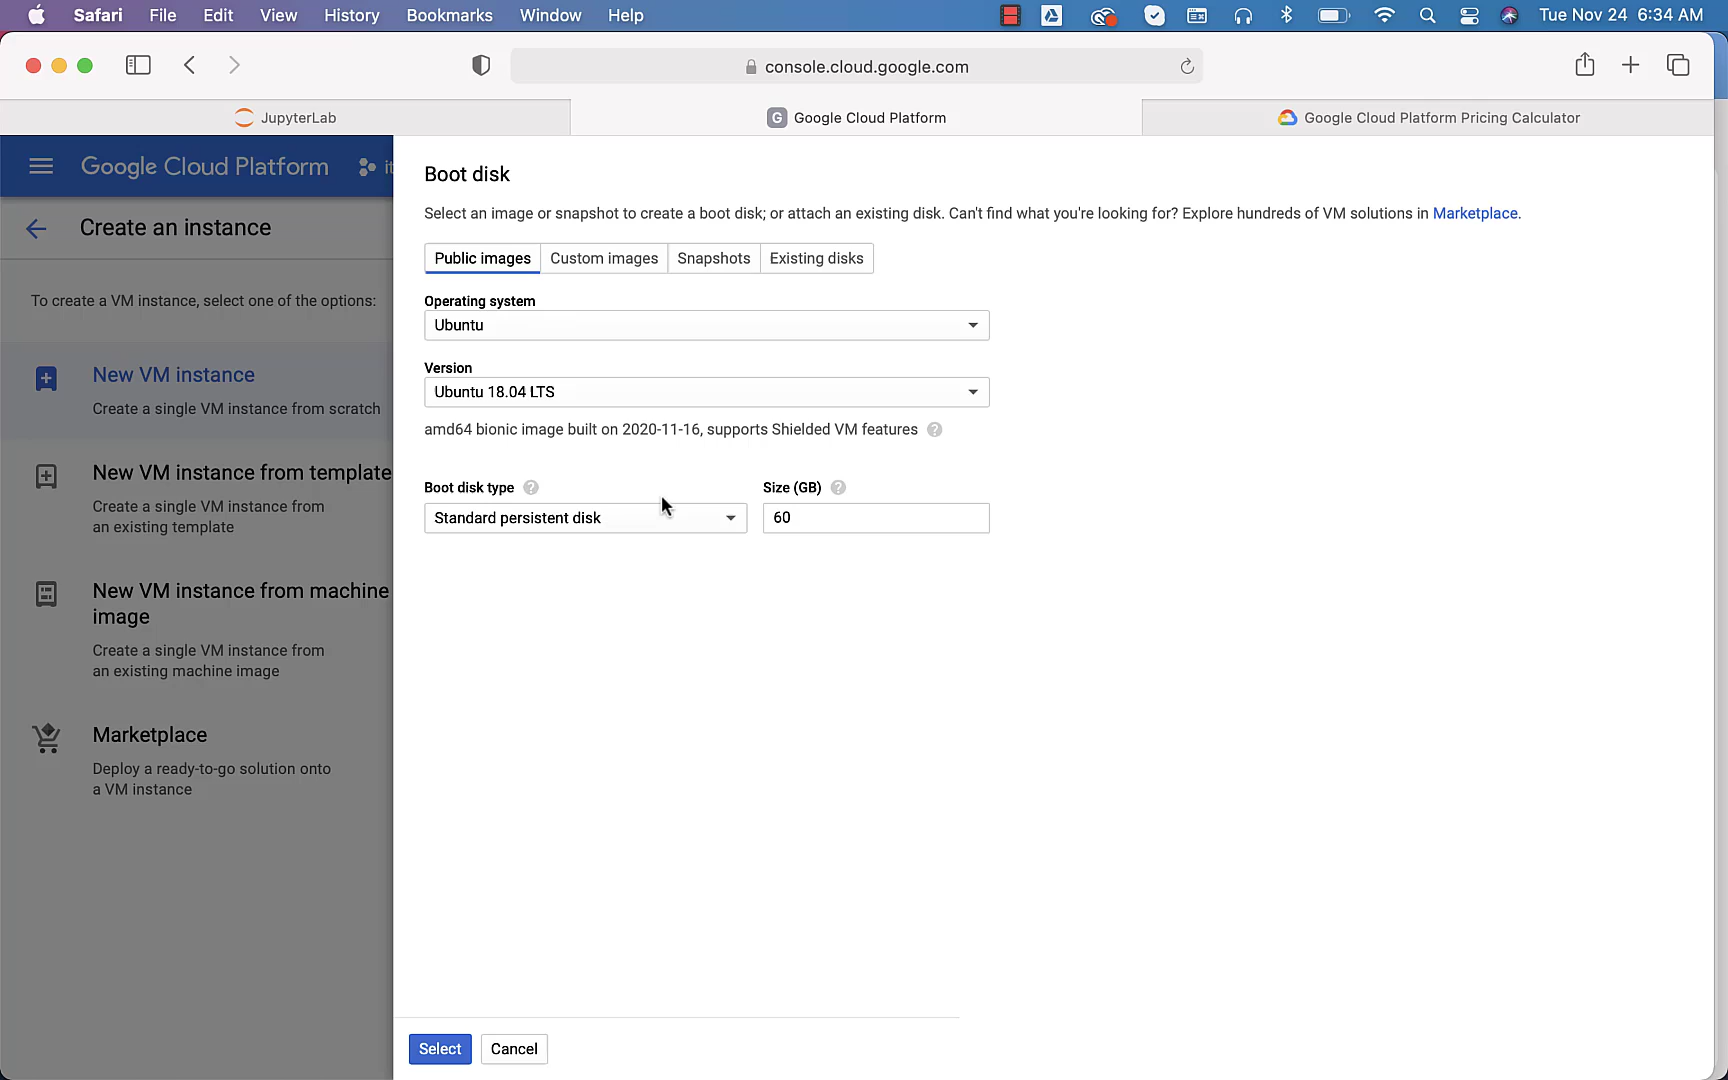 Safari File Edit View History Bookmarks Window Help Tue Nov 24 6:34 AM
console.cloud.google.com
JupyterLab
G Google Cloud Platform
Google Cloud Platform Pricing Calculator
Google Cloud Platform it
Create an instance
To create a VM instance, select one of the options:
New VM instance
Create a single VM instance from scratch
New VM instance from template
Create a single VM instance from
an existing template
New VM instance from machine
image
Create a single VM instance from
an existing machine image
Marketplace
Deploy a ready-to-go solution onto
a VM instance
Boot disk
Select an image or snapshot to create a boot disk; or attach an existing disk. Can't find what you're looking for? Explore hundreds of VM solutions in Marketplace.
Public images Custom images Snapshots Existing disks
Operating system
Ubuntu
Version
Ubuntu 18.04 LTS
amd64 bionic image built on 2020-11-16, supports Shielded VM features ?
Boot disk type ? Size (GB) ?
Standard persistent disk 60
Select Cancel